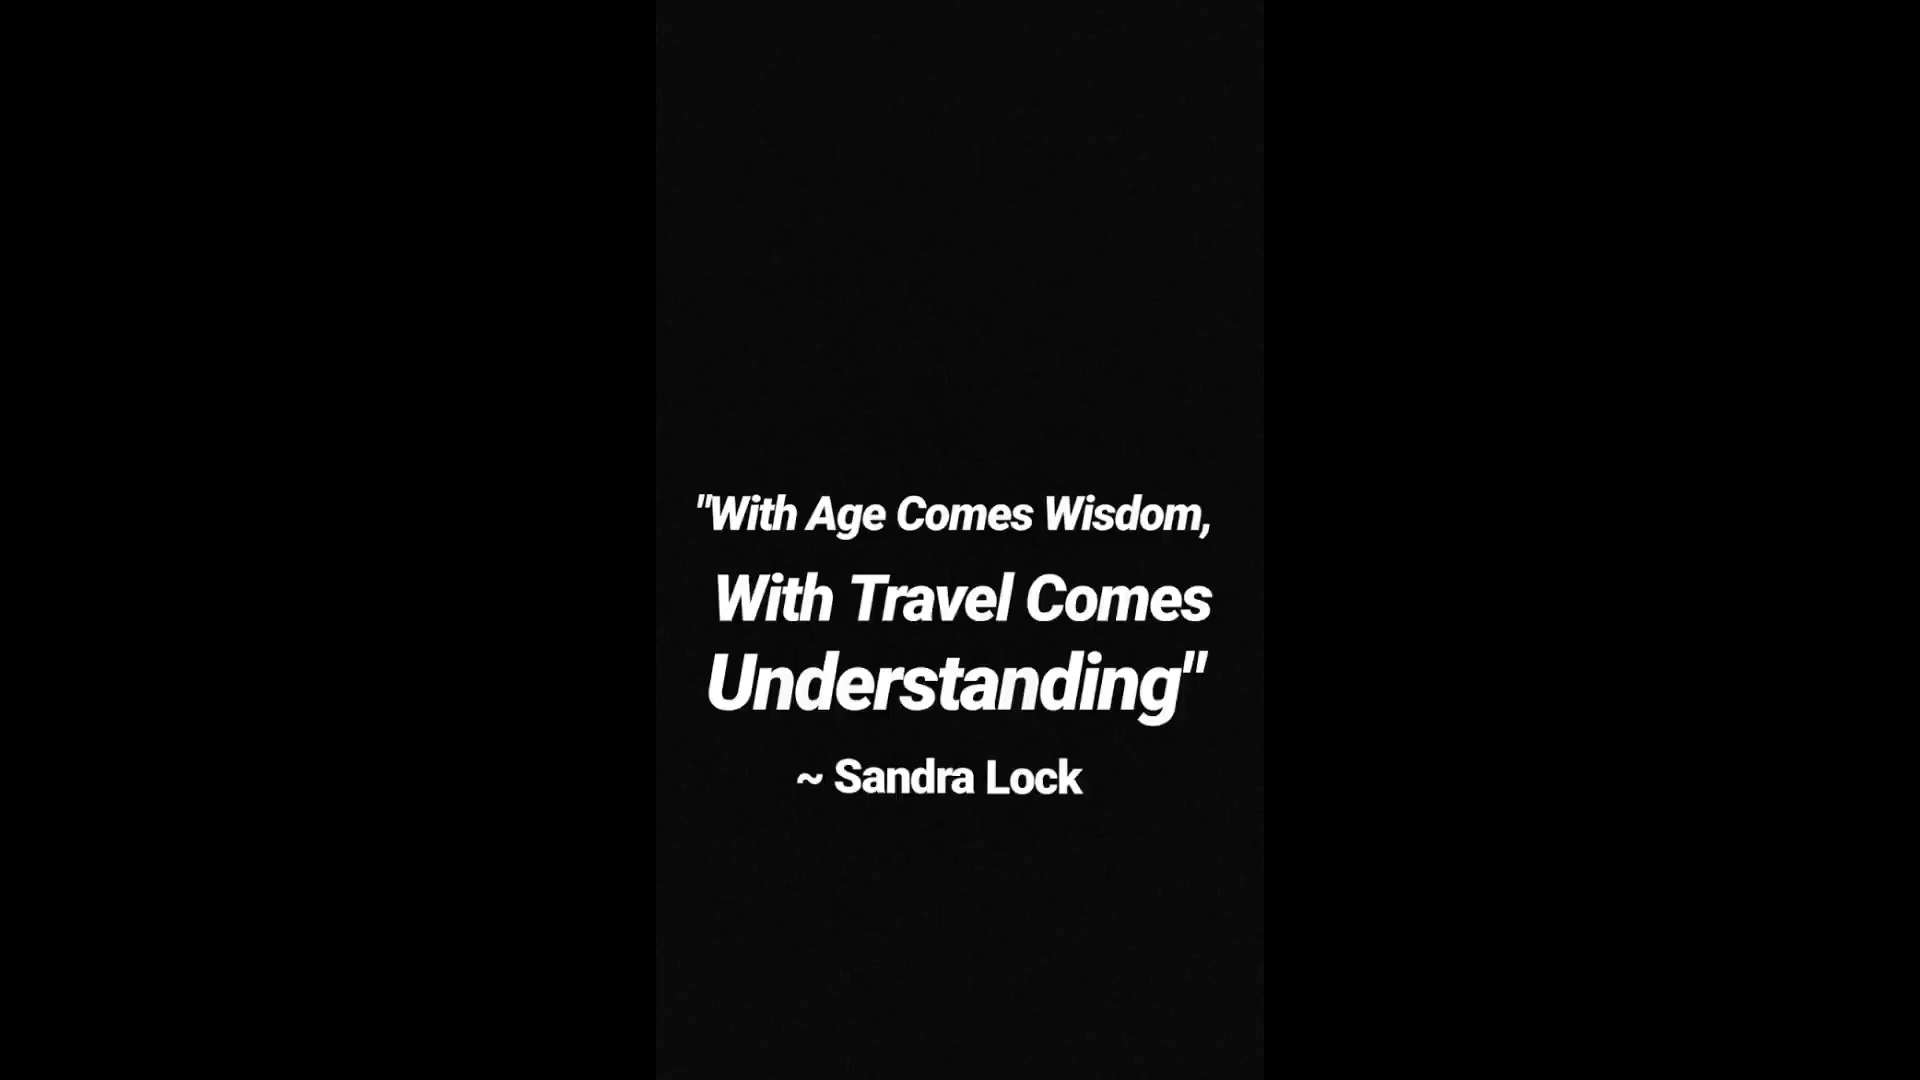 "With Age Comes Wisdom,
With Travel Comes
Understanding"
~ Sandra Lock